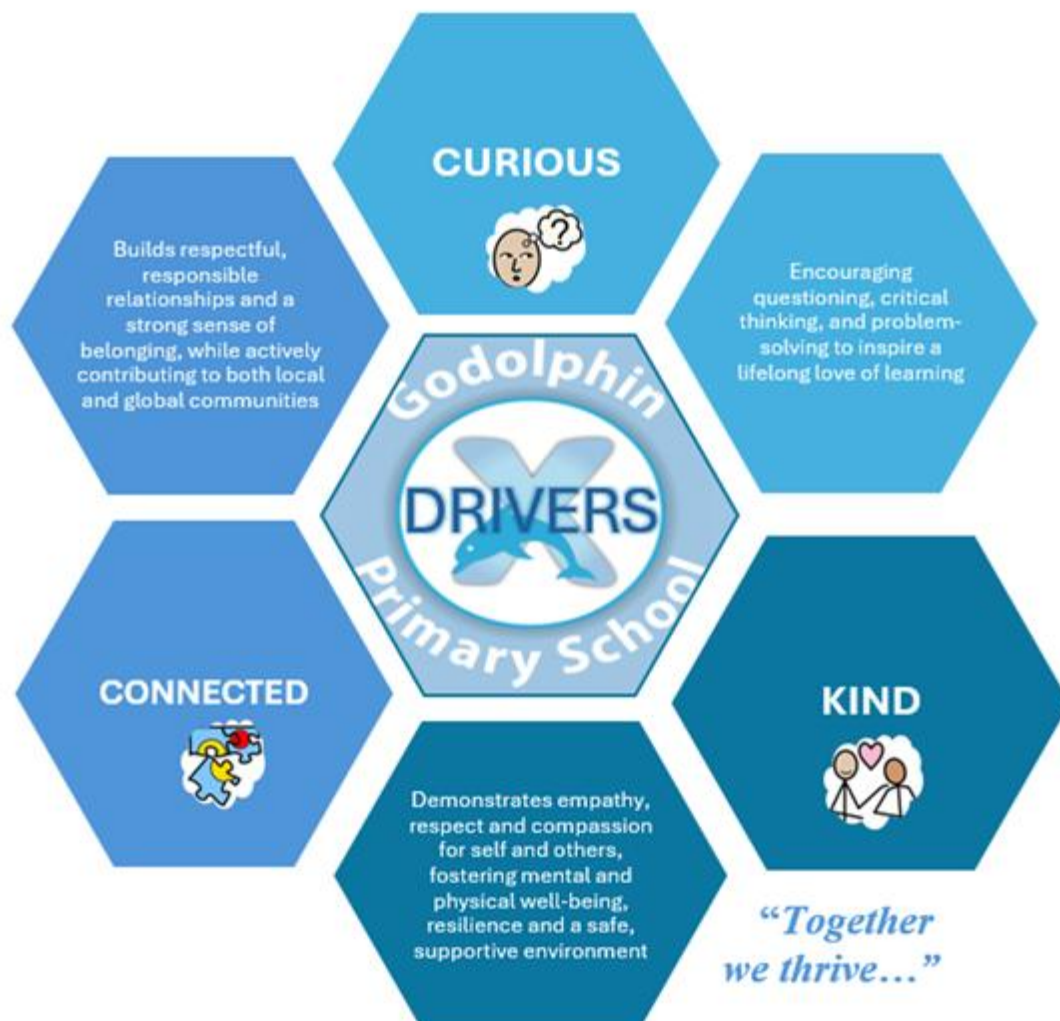 CURIOUS
?
Encouraging
questioning, critical
thinking, and problem-
solving to inspire a
lifelong love of learning
KIND
Demonstrates empathy,
respect and compassion
for self and others,
fostering mental and
physical well-being,
resilience and a safe,
supportive environment
CONNECTED
Builds respectful,
responsible
relationships and a
strong sense of
belonging, while actively
contributing to both local
and global communities
Godolphin
X
DRIVERS
Primary School
“Together
we thrive…”